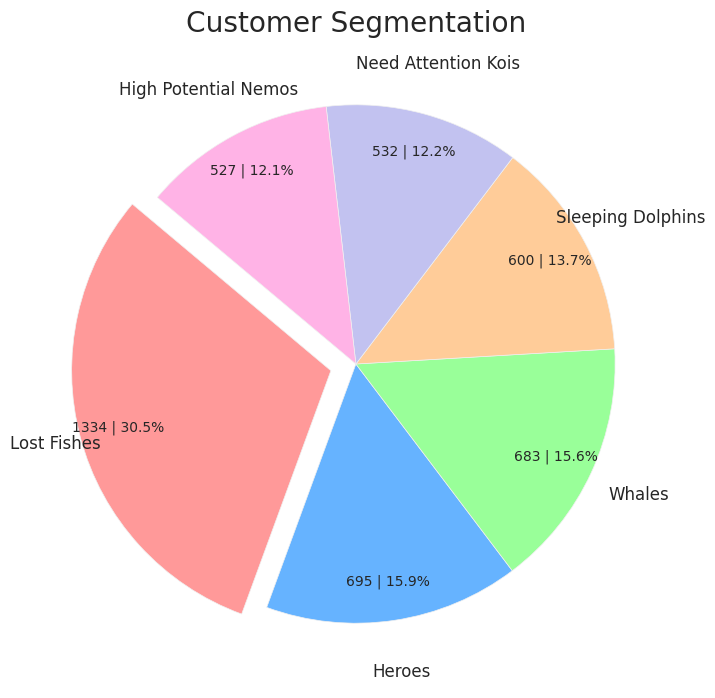 Customer Segmentation
Need Attention Kois
High Potential Nemos
532 | 12.2%
527 | 12.1%
Sleeping Dolphins
600 | 13.7%
1334 | 30.5%
Lost Fishes
683 | 15.6%
Whales
695 | 15.9%
Heroes